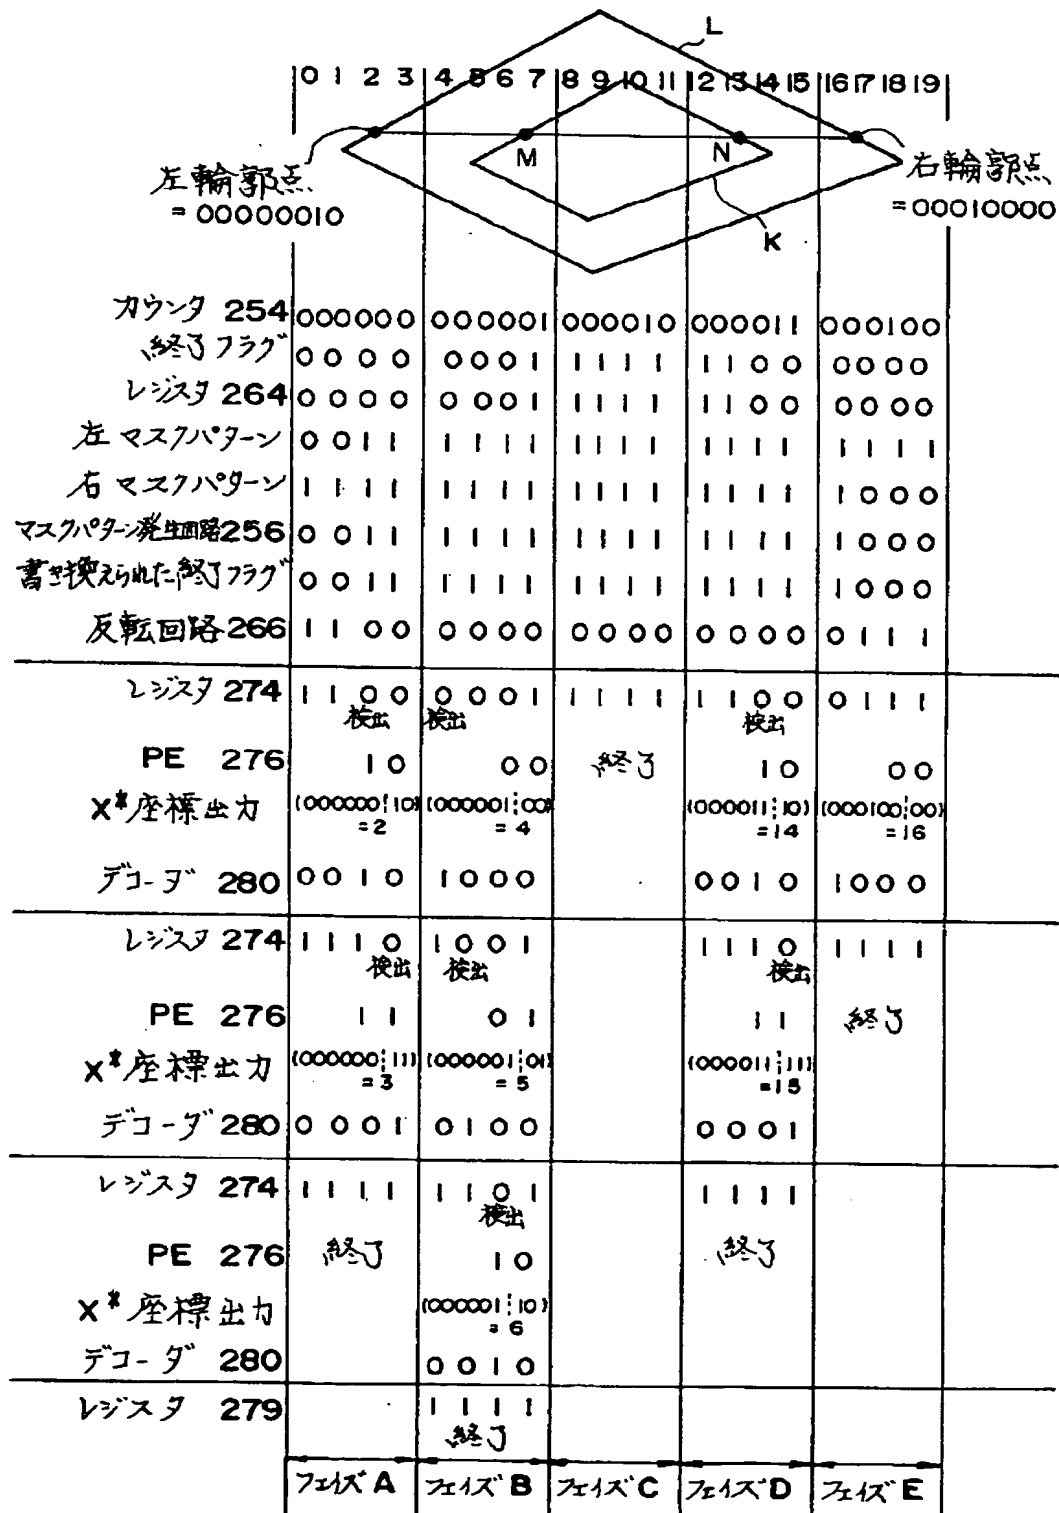 L
0 1 2 3 4 5 6 7 8 9 10 11 12 13 14 15 16 17 18 19
M N
左輪郭点
=00000010
右輪郭点
=00010000
K
カウンタ 254 000000 000001 000010 000011 000100
終了フラグ 0000 0001 1111 1100 0000
レジスタ 264 0000 0001 1111 1100 0000
左マスクパターン 0011 1111 1111 1111 1111
右マスクパターン 1111 1111 1111 1111 1000
マスクパターン発生回路256 0011 1111 1111 1111 1000
書き換えられた終了フラグ 0011 1111 1111 1111 1000
反転回路266 1100 0000 0000 0000 0111
レジスタ 274 1100 0001 1111 1100 0111
検出 検出 検出
PE 276 10 00 終了 10 00
X*座標出力 (000000¦10) (000001¦00) (000011¦10) (000100¦00)
=2 =4 =14 =16
デコーダ 280 0010 1000 0010 1000
レジスタ 274 1110 1001 1110 1111
検出 検出 検出
PE 276 11 01 11 終了
X*座標出力 (000000¦11) (000001¦01) (000011¦11)
=3 =5 =15
デコーダ 280 0001 0100 0001
レジスタ 274 1111 1101 1111
検出
PE 276 終了 10 終了
X*座標出力 (000001¦10)
=6
デコーダ 280 0010
レジスタ 279 1111
終了
フェイズA フェイズB フェイズC フェイズD フェイズE